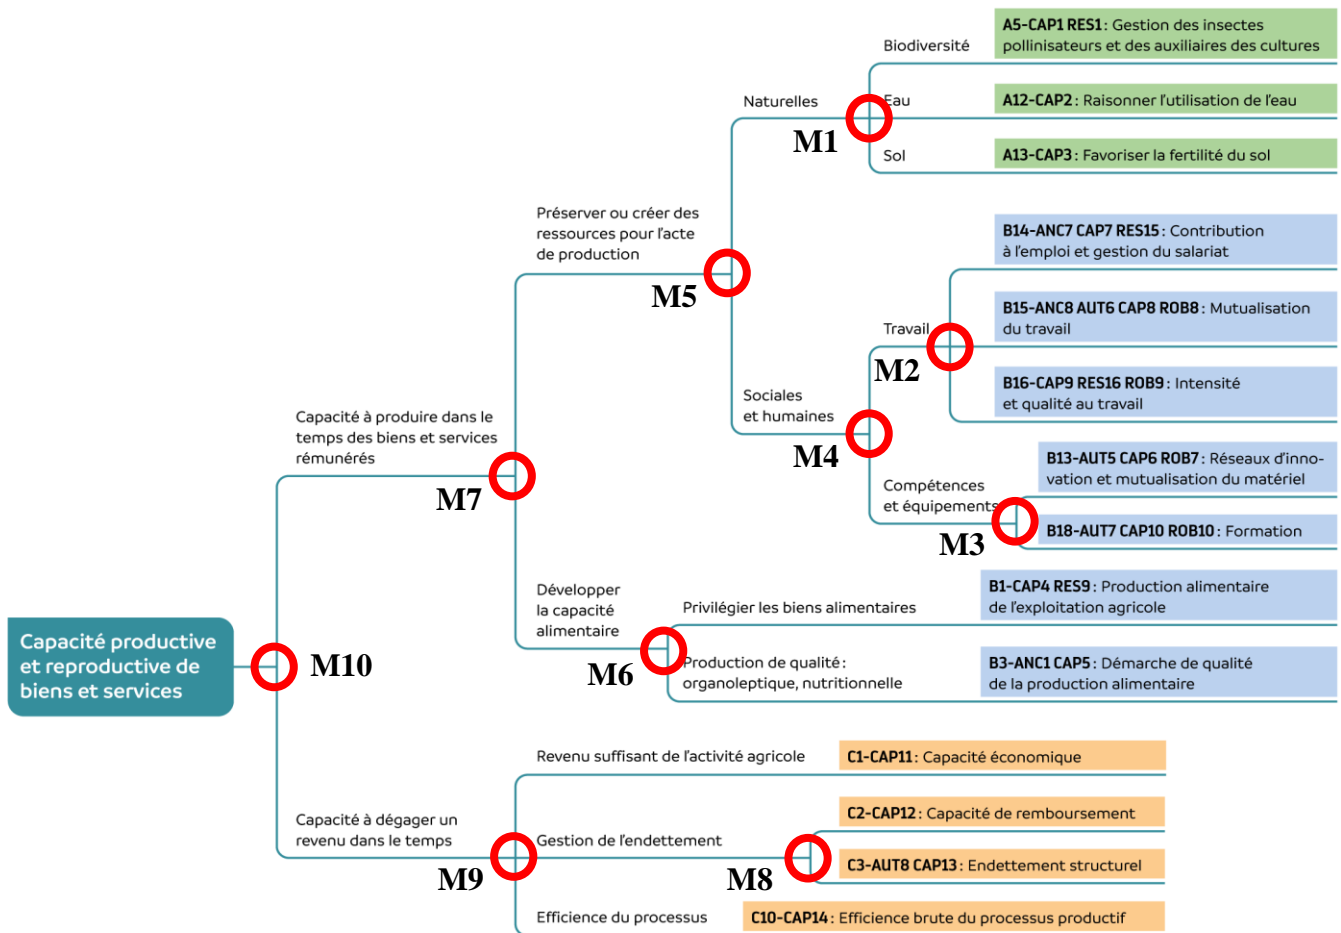 A5-CAP1 RES1 : Gestion des insectes
pollinisateurs et des auxiliaires des cultures
Biodiversité
Naturelles
Eau
A12-CAP2 : Raisonner l'utilisation de l'eau
M1
Sol
A13-CAP3 : Favoriser la fertilité du sol
Préserver ou créer des
ressources pour l'acte
de production
M5
B14-ANC7 CAP7 RES15 : Contribution
à l'emploi et gestion du salariat
Travail
B15-ANC8 AUT6 CAP8 ROB8 : Mutualisation
du travail
M2
B16-CAP9 RES16 ROB9 : Intensité
et qualité au travail
Sociales
et humaines
M4
Capacité à produire dans le
temps des biens et services
rémunérés
M7
B13-AUT5 CAP6 ROB7 : Réseaux d'inno-
vation et mutualisation du matériel
Compétences
et équipements
M3
B18-AUT7 CAP10 ROB10 : Formation
Développer
la capacité
alimentaire
M6
Privilégier les biens alimentaires
B1-CAP4 RES9 : Production alimentaire
de l'exploitation agricole
Production de qualité :
organoleptique, nutritionnelle
B3-ANC1 CAP5 : Démarche de qualité
de la production alimentaire
Capacité productive
et reproductive de
biens et services
M10
Revenu suffisant de l'activité agricole
C1-CAP11 : Capacité économique
Capacité à dégager un
revenu dans le temps
M9
Gestion de l'endettement
M8
C2-CAP12 : Capacité de remboursement
C3-AUT8 CAP13 : Endettement structurel
Efficience du processus
C10-CAP14 : Efficience brute du processus productif